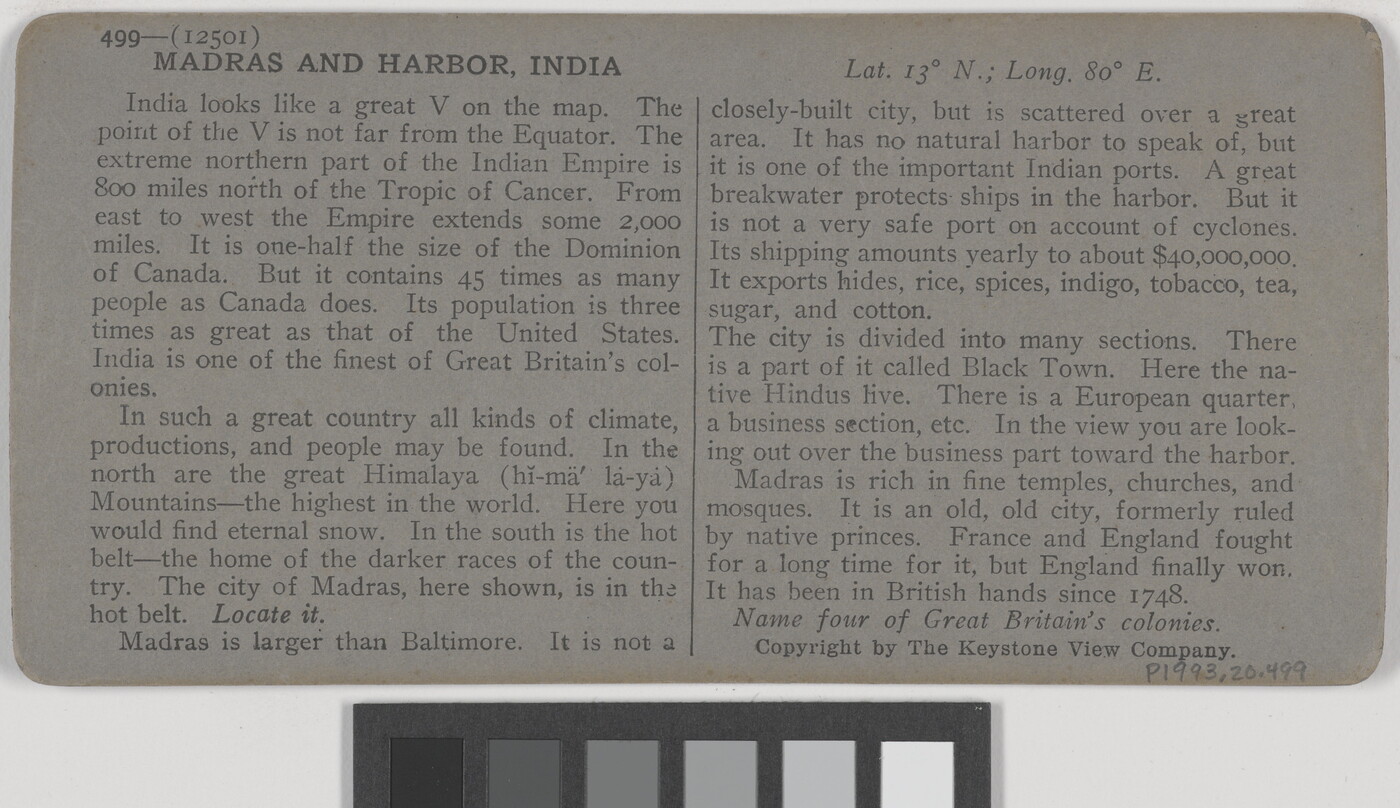 499—(12501)
MADRAS AND HARBOR, INDIA
Lat. 13° N.; Long. 80° E.
India looks like a great V on the map. The
point of the V is not far from the Equator. The
extreme northern part of the Indian Empire is
800 miles north of the Tropic of Cancer. From
east to west the Empire extends some 2,000
miles. It is one-half the size of the Dominion
of Canada. But it contains 45 times as many
people as Canada does. Its population is three
times as great as that of the United States.
India is one of the finest of Great Britain's col-
onies.
In such a great country all kinds of climate,
productions, and people may be found. In the
north are the great Himalaya (hĭ-mä′ lȧ-yȧ)
Mountains—the highest in the world. Here you
would find eternal snow. In the south is the hot
belt—the home of the darker races of the coun-
try. The city of Madras, here shown, is in the
hot belt. Locate it.
Madras is larger than Baltimore. It is not a
closely-built city, but is scattered over a great
area. It has no natural harbor to speak of, but
it is one of the important Indian ports. A great
breakwater protects ships in the harbor. But it
is not a very safe port on account of cyclones.
Its shipping amounts yearly to about $40,000,000.
It exports hides, rice, spices, indigo, tobacco, tea,
sugar, and cotton.
The city is divided into many sections. There
is a part of it called Black Town. Here the na-
tive Hindus live. There is a European quarter,
a business section, etc. In the view you are look-
ing out over the business part toward the harbor.
Madras is rich in fine temples, churches, and
mosques. It is an old, old city, formerly ruled
by native princes. France and England fought
for a long time for it, but England finally won.
It has been in British hands since 1748.
Name four of Great Britain's colonies.
Copyright by The Keystone View Company.
P1993.20.499